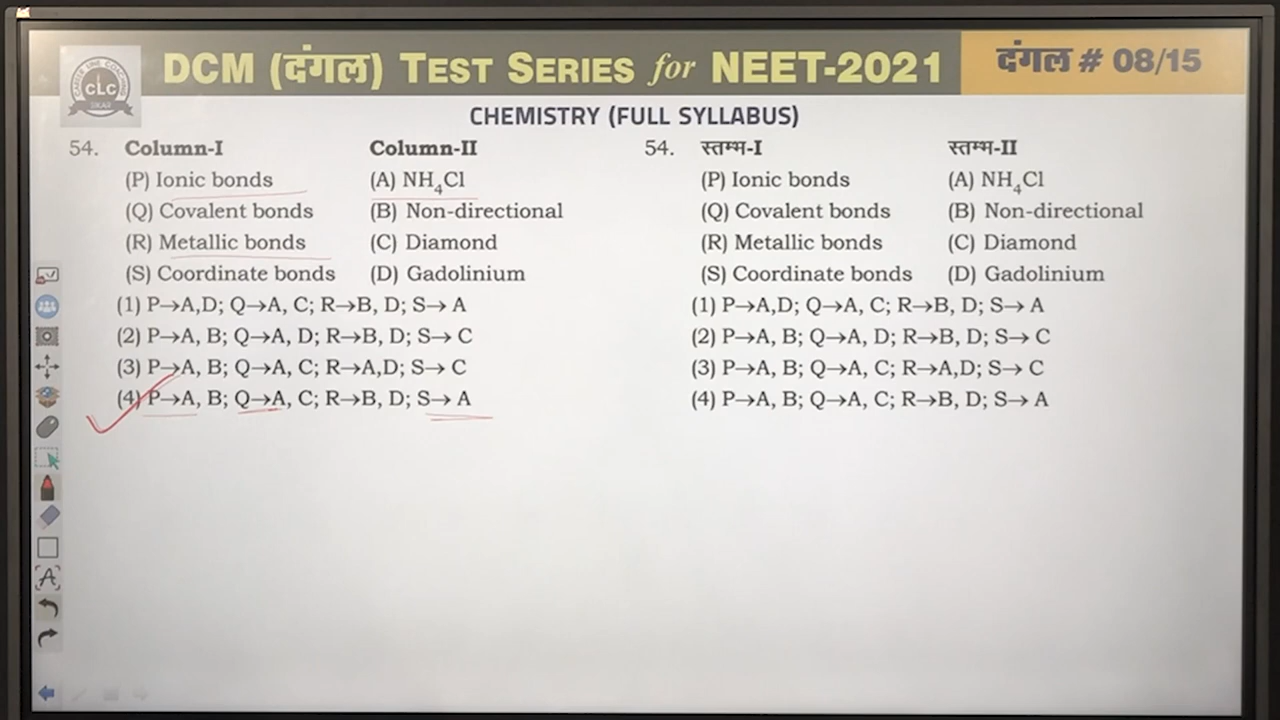 DCM (दंगल) TEST SERIES for NEET-2021
दंगल # 08/15
CLC
SIKAR
CHEMISTRY (FULL SYLLABUS)
54. Column-I Column-II
(P) Ionic bonds (A) NH₄Cl
(Q) Covalent bonds (B) Non-directional
(R) Metallic bonds (C) Diamond
(S) Coordinate bonds (D) Gadolinium
(1) P→A,D; Q→A, C; R→B, D; S→ A
(2) P→A, B; Q→A, D; R→B, D; S→ C
(3) P→A, B; Q→A, C; R→A,D; S→ C
(4) P→A, B; Q→A, C; R→B, D; S→ A
54. स्तम्भ-I स्तम्भ-II
(P) Ionic bonds (A) NH₄Cl
(Q) Covalent bonds (B) Non-directional
(R) Metallic bonds (C) Diamond
(S) Coordinate bonds (D) Gadolinium
(1) P→A,D; Q→A, C; R→B, D; S→ A
(2) P→A, B; Q→A, D; R→B, D; S→ C
(3) P→A, B; Q→A, C; R→A,D; S→ C
(4) P→A, B; Q→A, C; R→B, D; S→ A